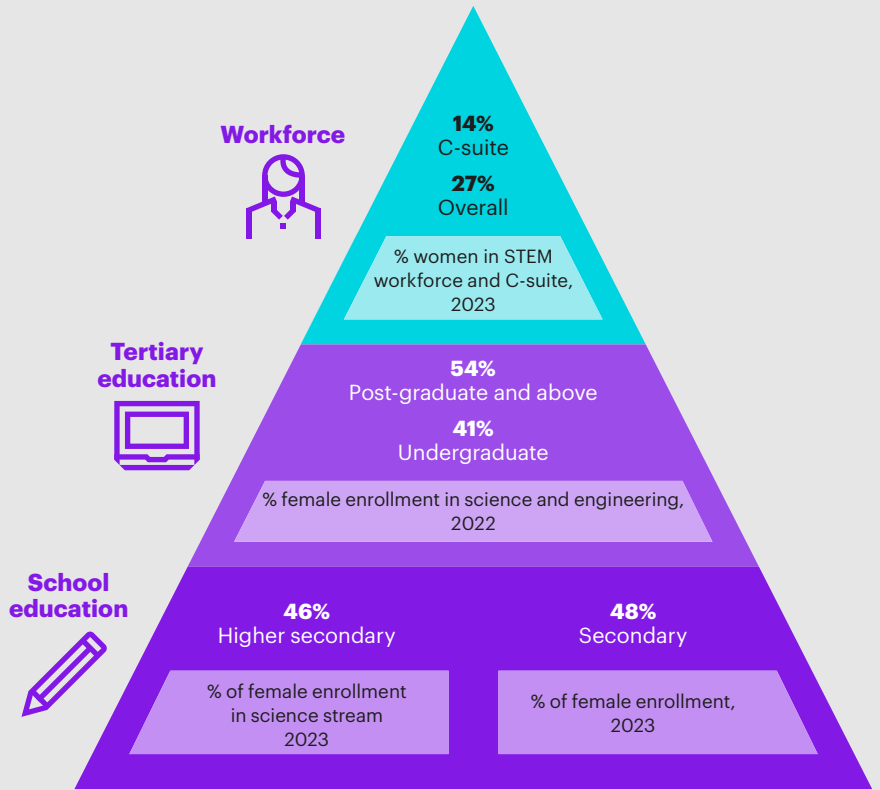 Workforce
14%
C-suite
27%
Overall
% women in STEM
workforce and C-suite,
2023
Tertiary
education
54%
Post-graduate and above
41%
Undergraduate
% female enrollment in science and engineering,
2022
School
education
46%
Higher secondary
% of female enrollment
in science stream
2023
48%
Secondary
% of female enrollment,
2023